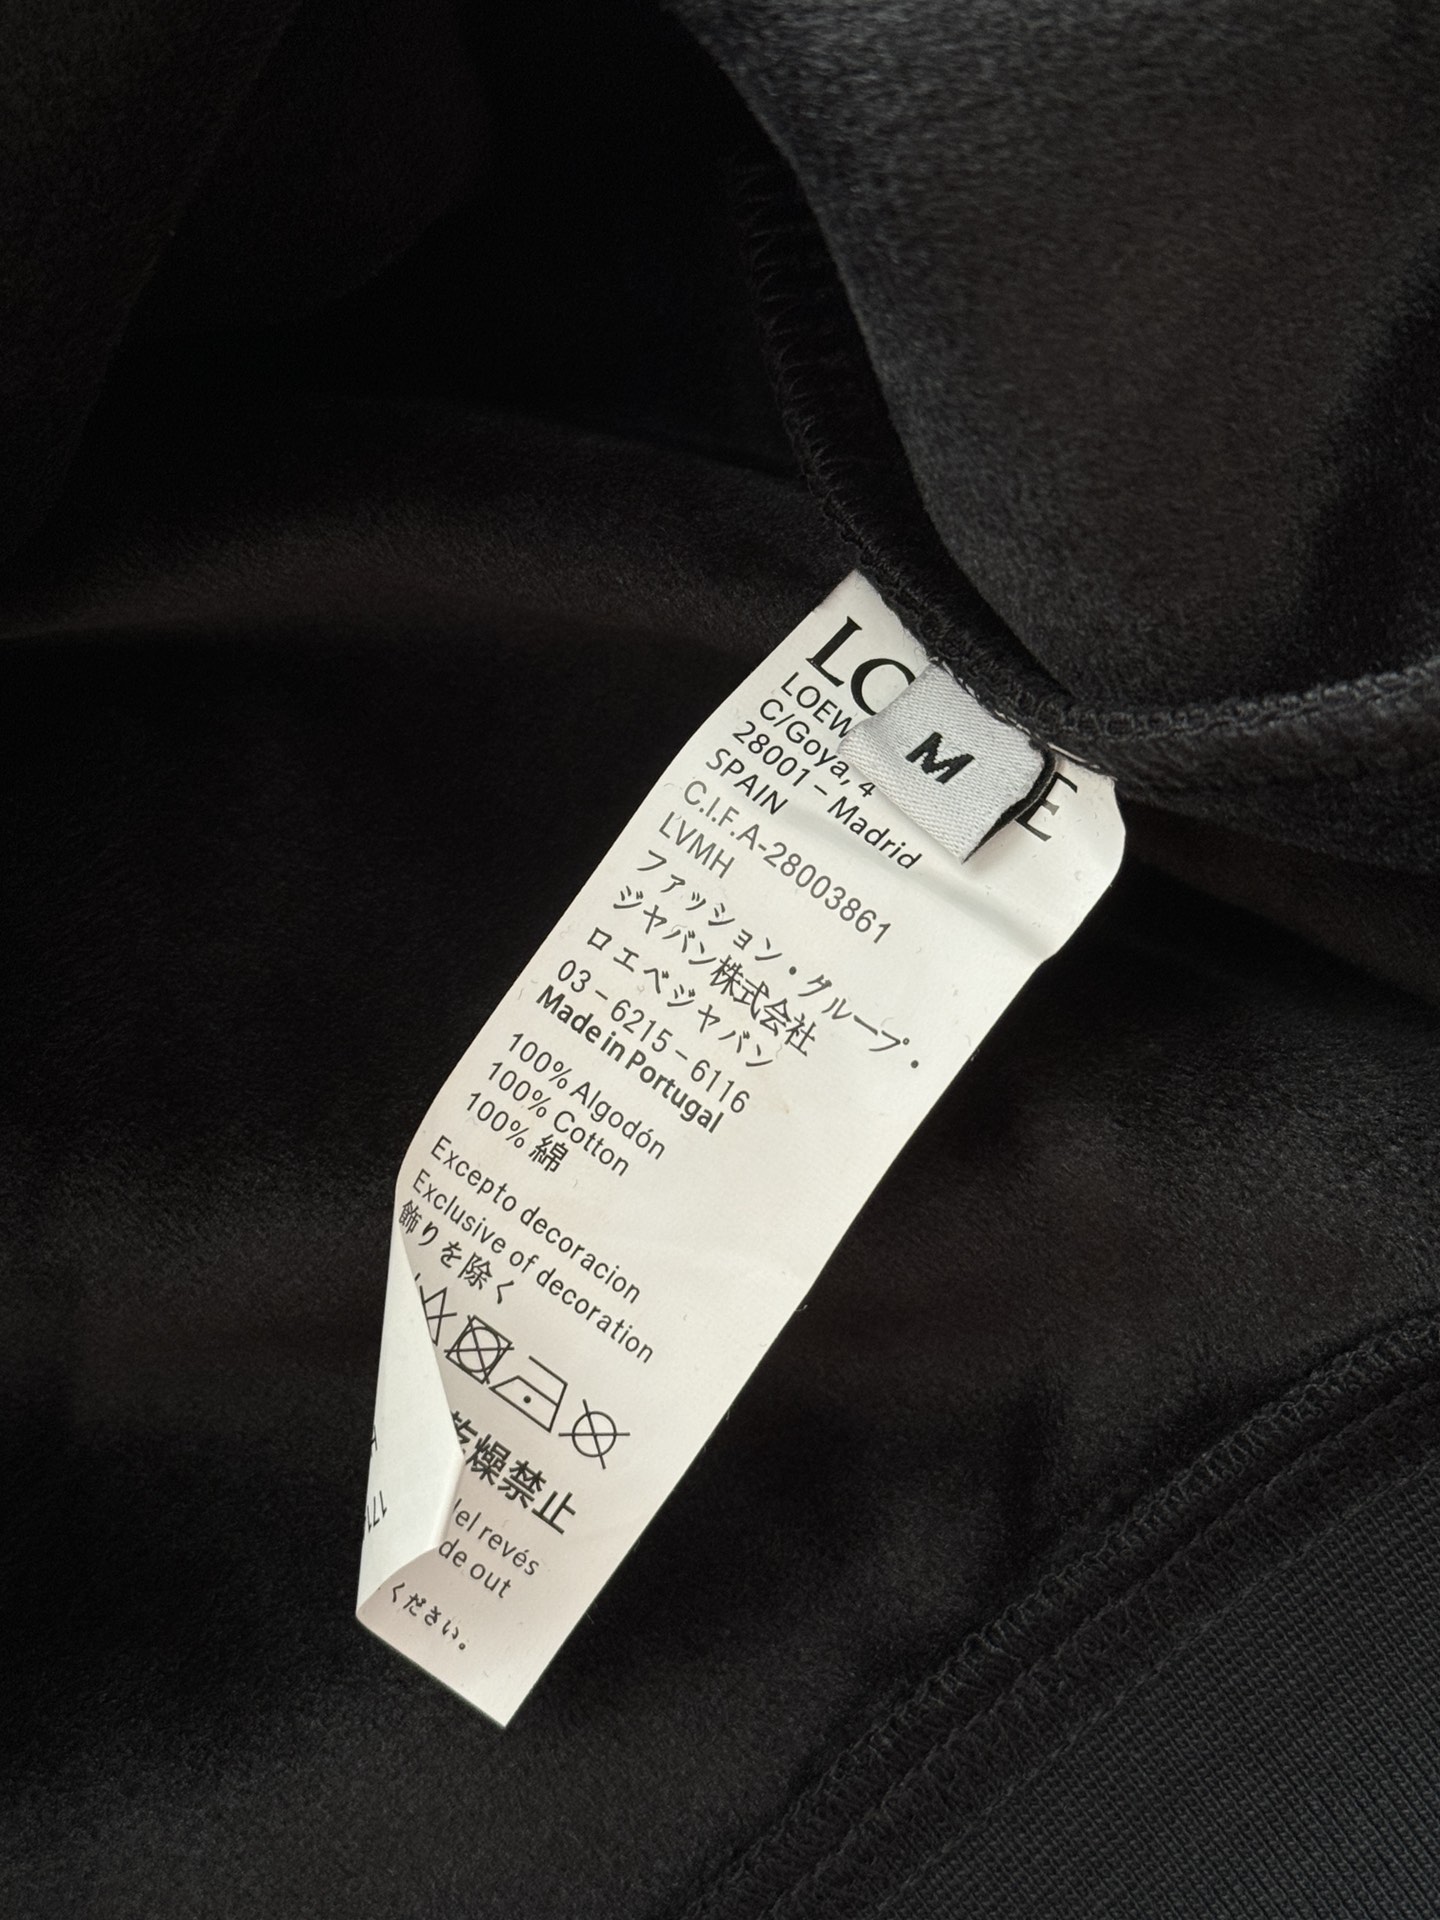 LO
E
M
LOEW
C/Goya, 4
28001 – Madrid
SPAIN
C.I.F.A-28003861
LVMH
ファッション・グループ・
ジャパン株式会社
ロエベジャパン
03 – 6215 – 6116
Made in Portugal
100% Algodón
100% Cotton
100% 綿
Excepto decoracion
Exclusive of decoration
飾りを除く
燥禁止
el revés
de out
ください。